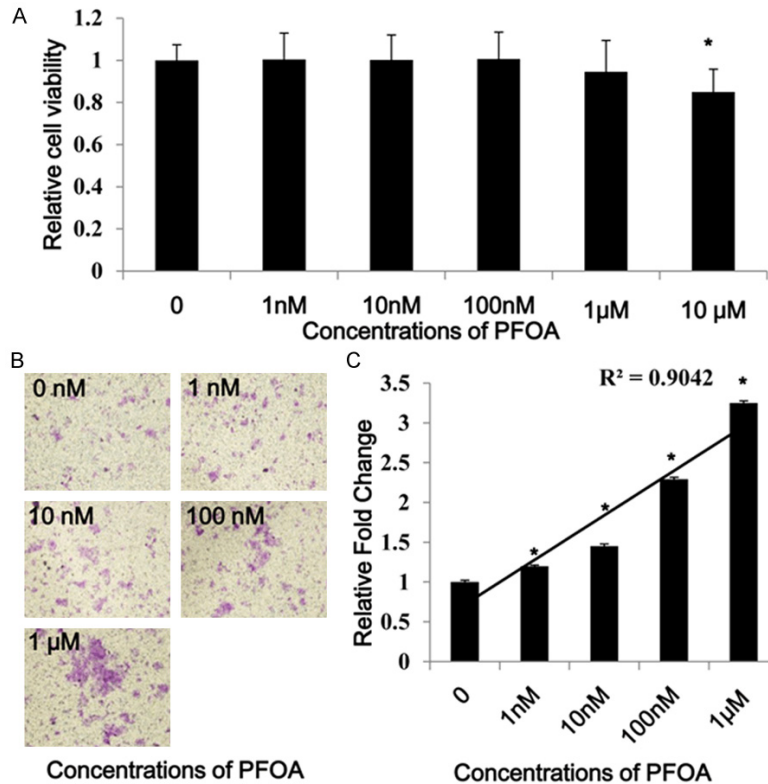 A
Relative cell viability
1.2
1
0.8
0.6
0.4
0.2
0
*
0 1nM 10nM 100nM 1µM 10 µM
Concentrations of PFOA
B
0 nM
1 nM
10 nM
100 nM
1 µM
Concentrations of PFOA
C
Relative Fold Change
3.5
3
2.5
2
1.5
1
0.5
0
R² = 0.9042
*
*
*
*
0 1nM 10nM 100nM 1µM
Concentrations of PFOA